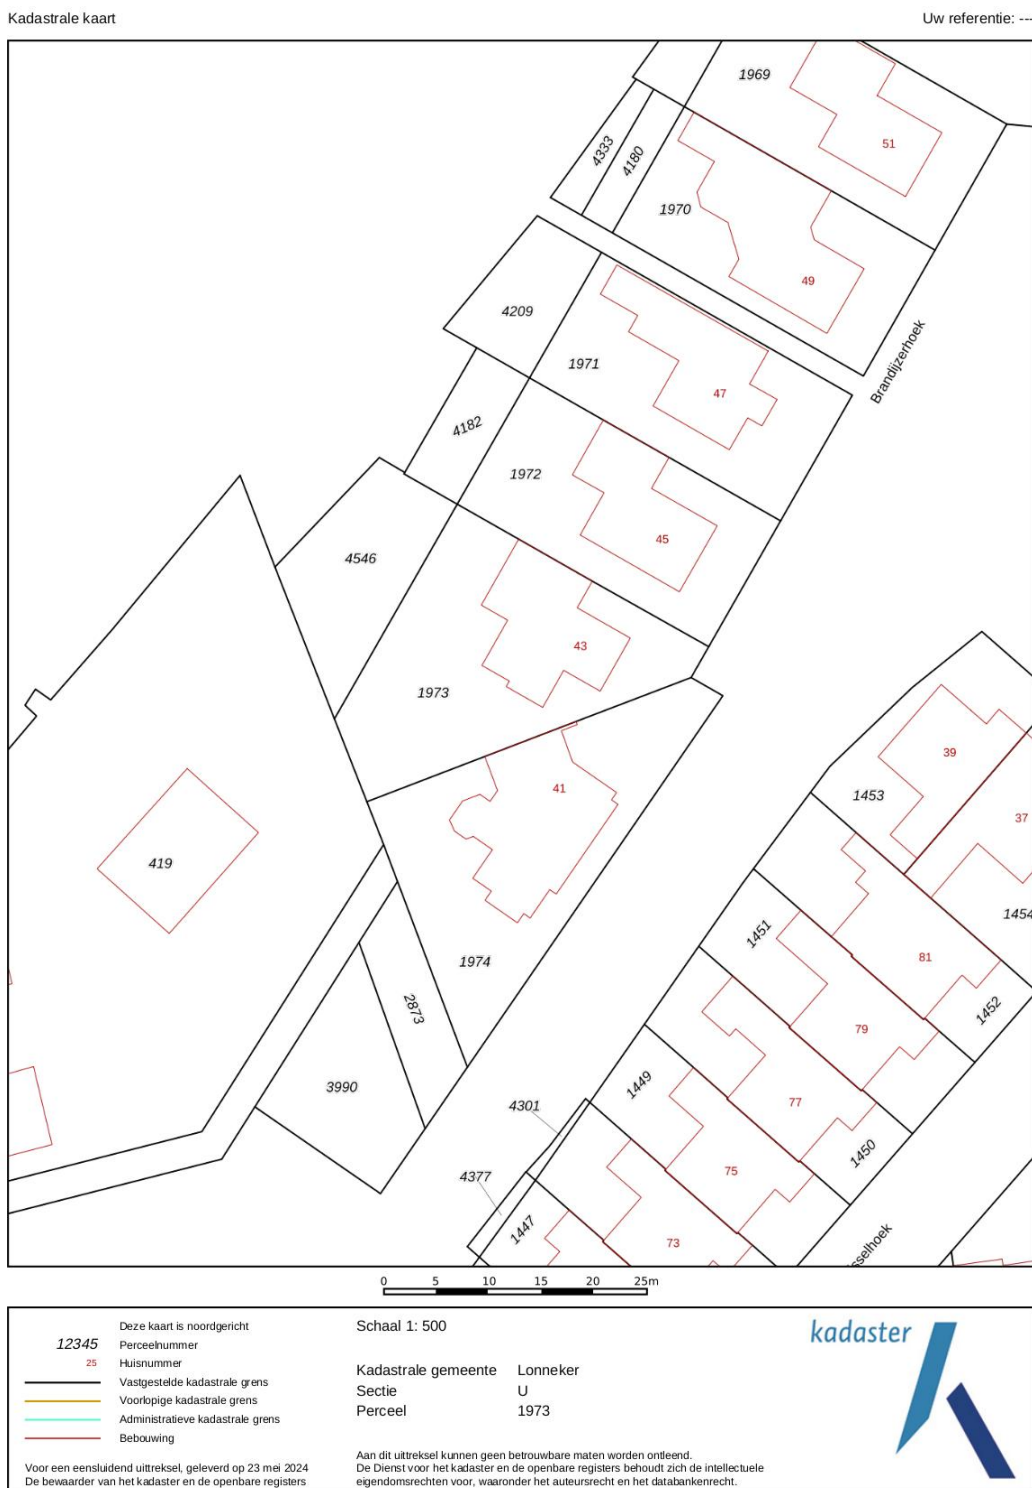 Kadastrale kaart
Uw referentie: ---
1969
51
4333
4180
1970
49
4209
1971
47
Brandijzerhoek
4182
1972
45
4546
43
1973
39
41
1453
37
419
1454
1451
81
1974
2873
1452
79
3990
1449
77
4301
1450
75
4377
1447
73
sselhoek
0 5 10 15 20 25m
Deze kaart is noordgericht
12345 Perceelnummer
25 Huisnummer
Vastgestelde kadastrale grens
Voorlopige kadastrale grens
Administratieve kadastrale grens
Bebouwing
Voor een eensluidend uittreksel, geleverd op 23 mei 2024
De bewaarder van het kadaster en de openbare registers
Schaal 1: 500
Kadastrale gemeente Lonneker
Sectie U
Perceel 1973
Aan dit uittreksel kunnen geen betrouwbare maten worden ontleend.
De Dienst voor het kadaster en de openbare registers behoudt zich de intellectuele
eigendomsrechten voor, waaronder het auteursrecht en het databankenrecht.
kadaster